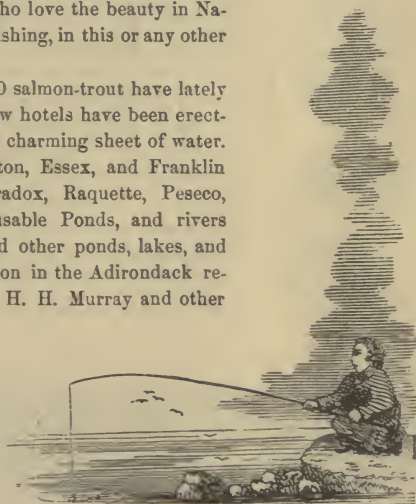 ho love the beauty in Na-
shing, in this or any other
0 salmon-trout have lately
w hotels have been erect-
charming sheet of water.
ton, Essex, and Franklin
radox, Raquette, Peseco,
usable Ponds, and rivers
d other ponds, lakes, and
on in the Adirondack re-
H. H. Murray and other